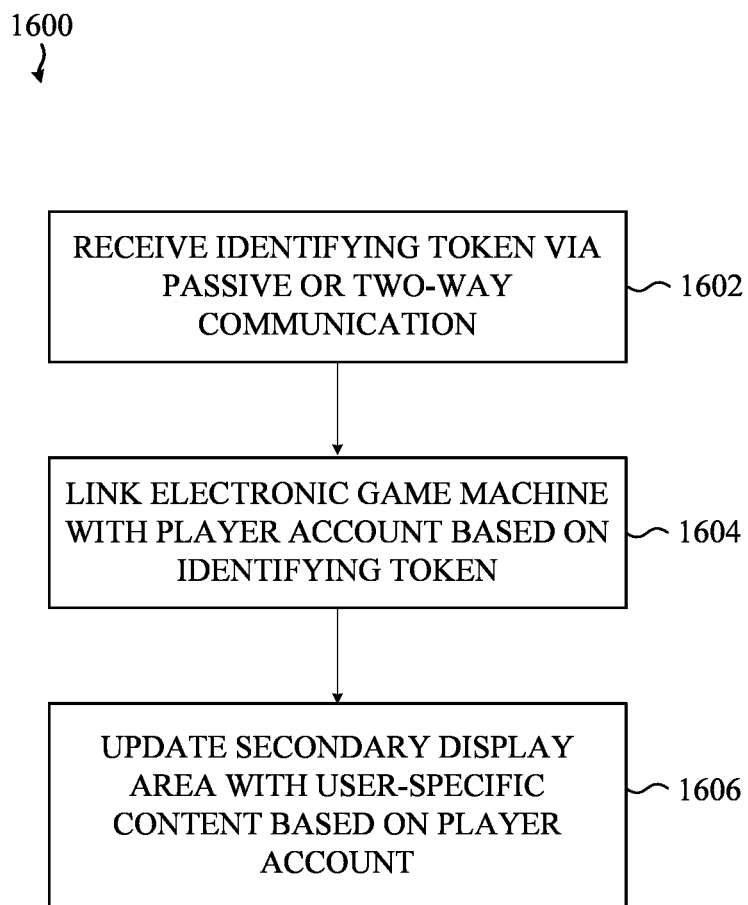 1600
RECEIVE IDENTIFYING TOKEN VIA
PASSIVE OR TWO-WAY
COMMUNICATION
1602
LINK ELECTRONIC GAME MACHINE
WITH PLAYER ACCOUNT BASED ON
IDENTIFYING TOKEN
1604
UPDATE SECONDARY DISPLAY
AREA WITH USER-SPECIFIC
CONTENT BASED ON PLAYER
ACCOUNT
1606